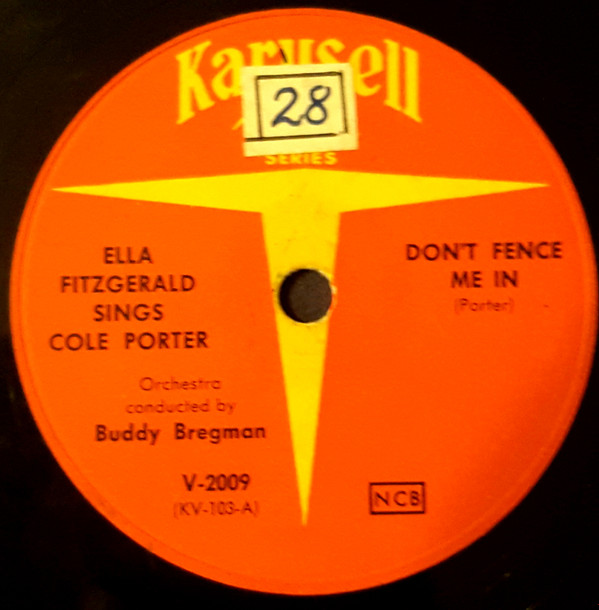 Karusell
28
SERIES
ELLA
FITZGERALD
SINGS
COLE PORTER
DON'T FENCE
ME IN
(Porter)
Orchestra
conducted by
Buddy Bregman
V-2009
(KV-103-A)
NCB